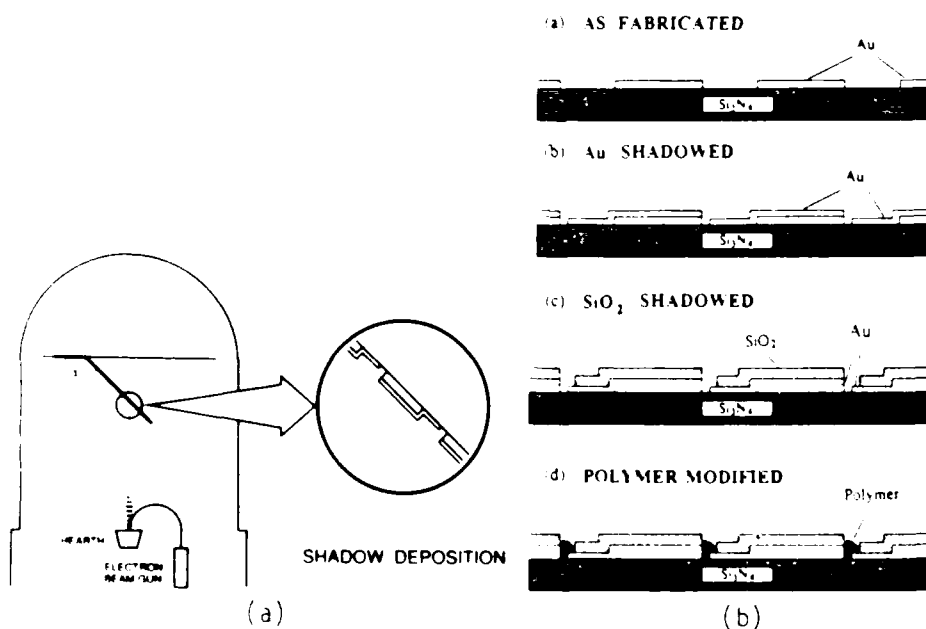 HEARTH
ELECTRON
BEAM GUN
SHADOW DEPOSITION
(a)
(a) AS FABRICATED
Au
Si₃N₄
(b) Au SHADOWED
Au
Si₃N₄
(c) SiO₂ SHADOWED
SiO₂
Au
Si₃N₄
(d) POLYMER MODIFIED
Polymer
Si₃N₄
(b)